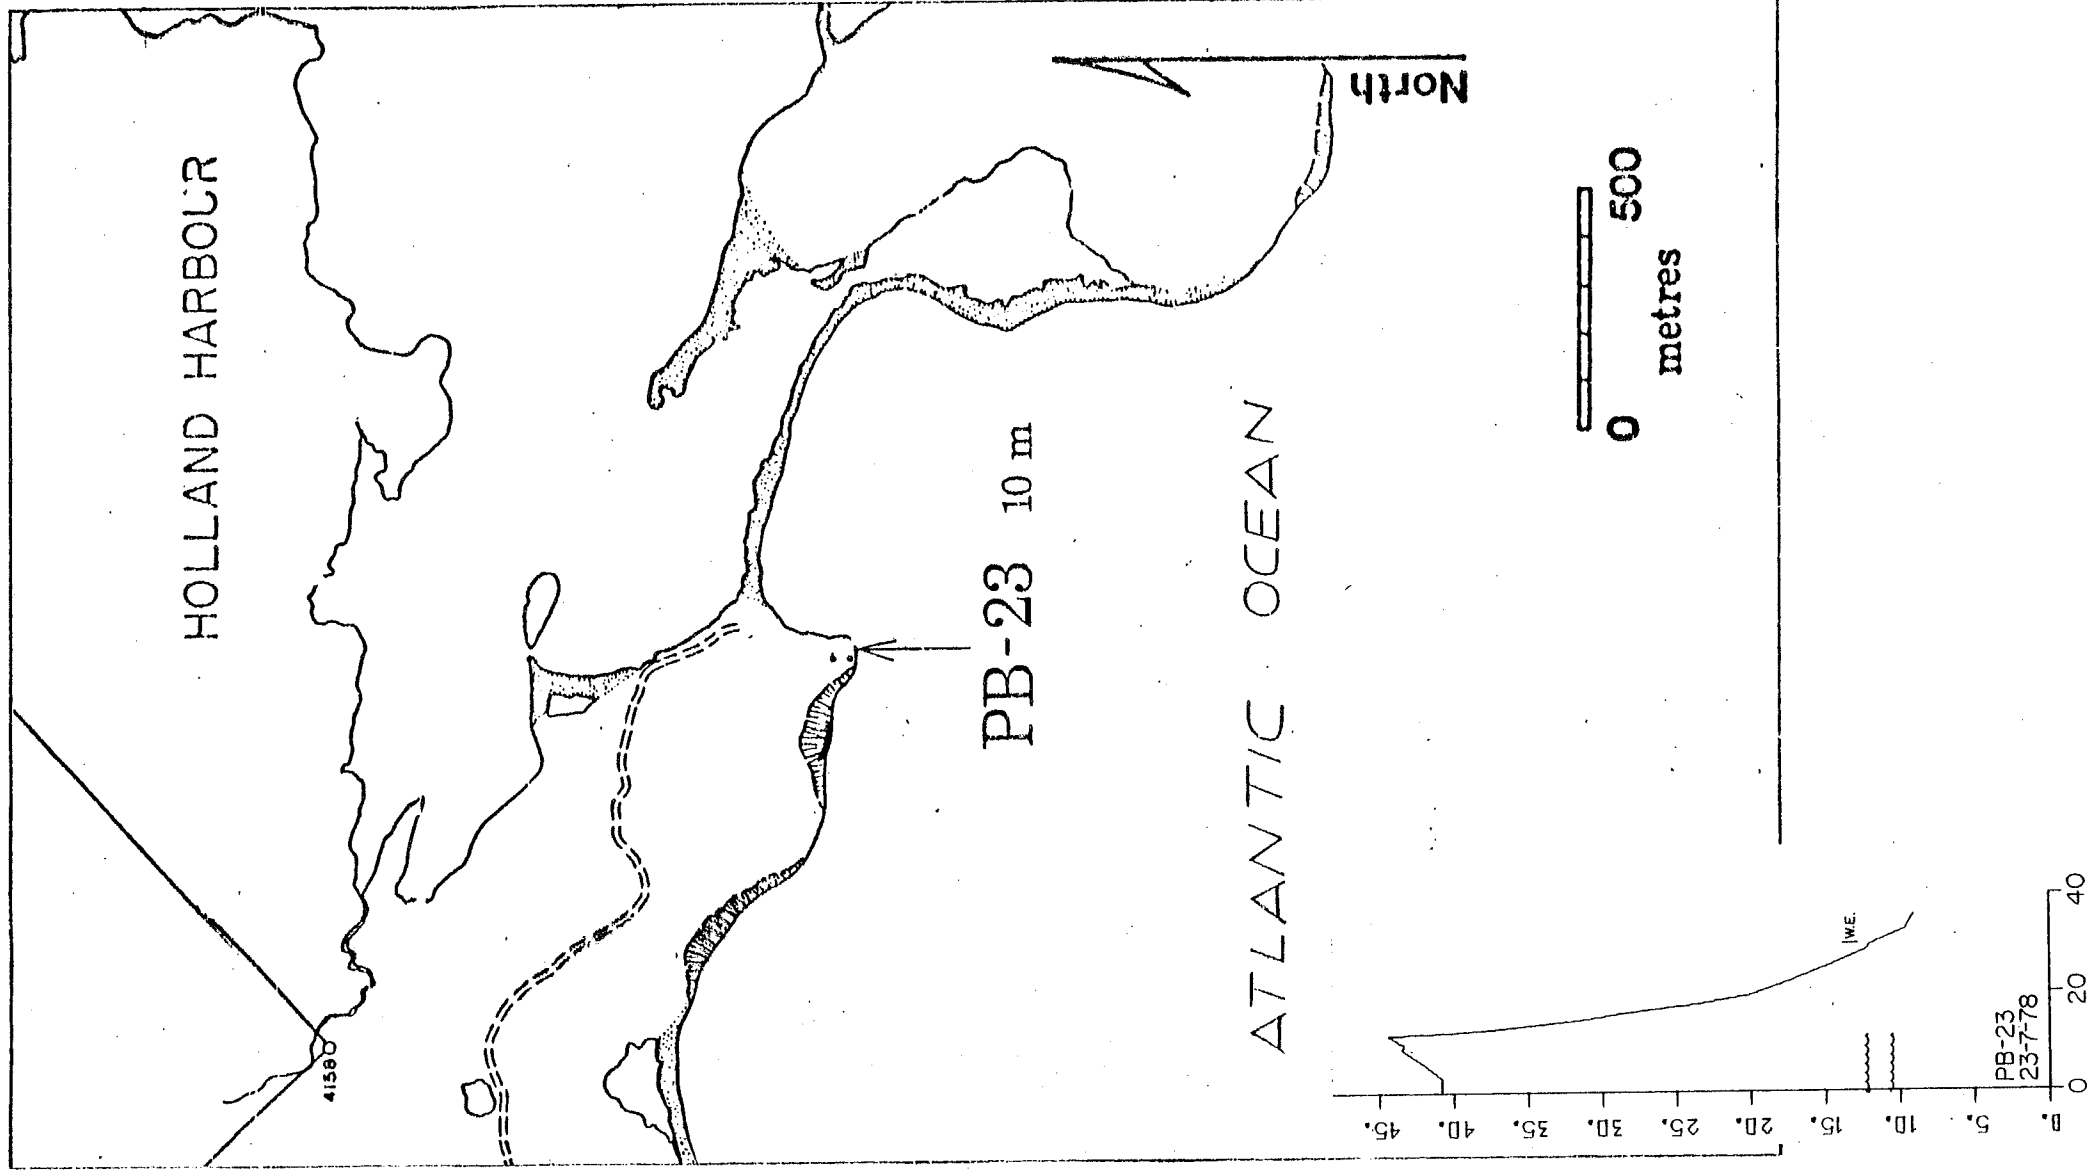 HOLLAND HARBOUR
North
41580
PB-23 10 m
ATLANTIC OCEAN
0 500
metres
45.
40.
35.
30.
25.
20.
15.
10.
5.
0.
W.E.
PB-23
23-7-78
0 20 40